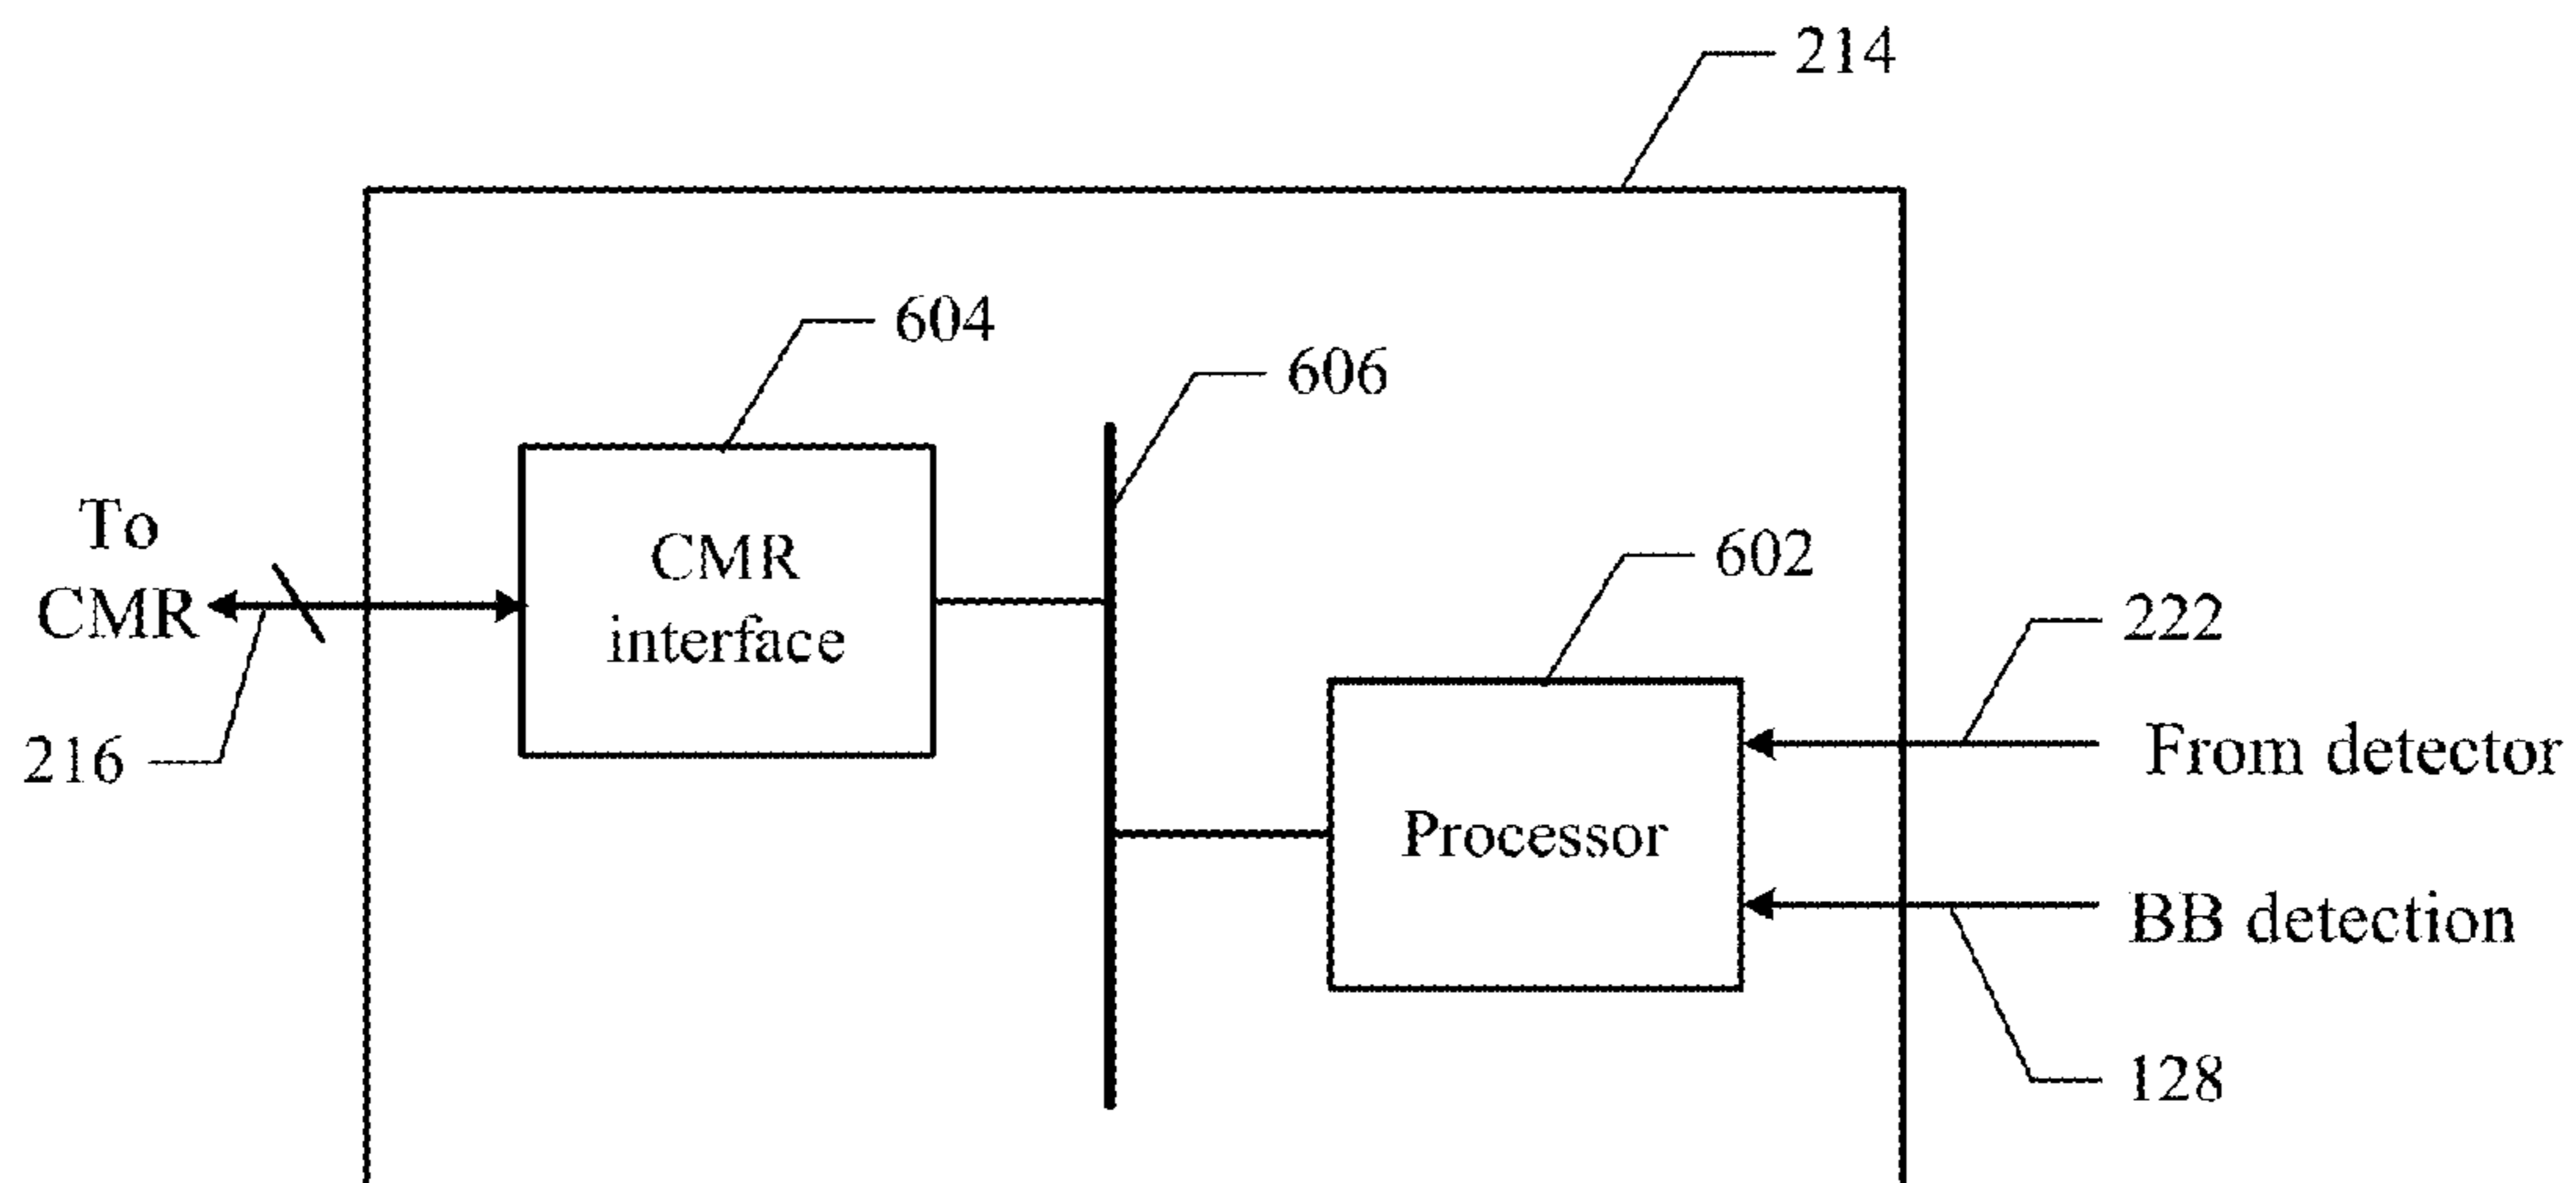 214
604
606
To
CMR
CMR
interface
602
222
216
From detector
Processor
BB detection
128